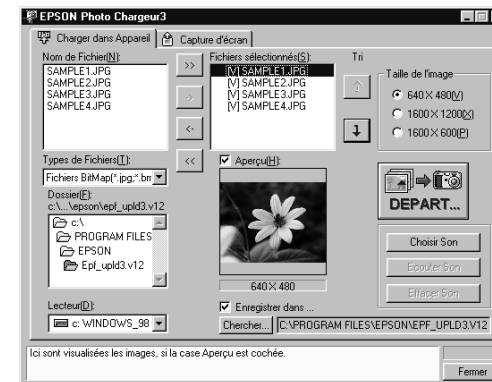 EPSON Photo Chargeur3
Charger dans Appareil
Capture d'écran
Nom de Fichier(N):
SAMPLE1.JPG
SAMPLE2.JPG
SAMPLE3.JPG
SAMPLE4.JPG
>>
->
<-
<<
Fichiers sélectionnés(S):
[V] SAMPLE1.JPG
[V] SAMPLE2.JPG
[V] SAMPLE3.JPG
[V] SAMPLE4.JPG
Tri
Taille de l'image
640 X 480(V)
1600 X 1200(X)
1600 X 600(P)
Types de Fichiers(T):
Fichiers BitMap(*.jpg;*.bm
Dossier(F):
c:\...\epson\epf_upld3.v12
c:\
PROGRAM FILES
EPSON
Epf_upld3.v12
Lecteur(D):
c: WINDOWS_98
Aperçu(H):
640 X 480
Enregistrer dans ...
Chercher...
C:\PROGRAM FILES\EPSON\EPF_UPLD3.V12
DEPART...
Choisir Son
Ecouter Son
Effacer Son
Ici sont visualisées les images, si la case Aperçu est cochée.
Fermer